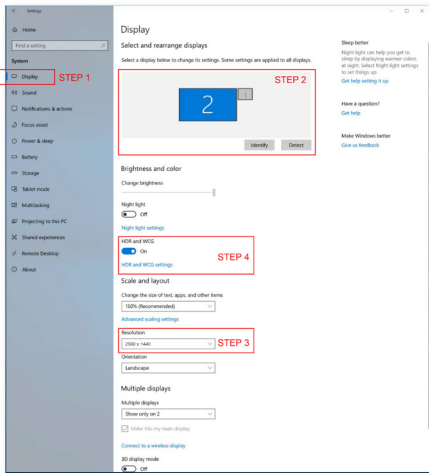 Settings
Home
Find a setting
System
Display
STEP 1
Sound
Notifications & actions
Focus assist
Power & sleep
Battery
Storage
Tablet mode
Multitasking
Projecting to this PC
Shared experiences
Remote Desktop
About
Display
Select and rearrange displays
Select a display below to change its settings. Some settings are applied to all displays.
STEP 2
2
1
Identify
Detect
Brightness and color
Change brightness
Night light
Off
Night light settings
HDR and WCG
On
STEP 4
HDR and WCG settings
Scale and layout
Change the size of text, apps, and other items
150% (Recommended)
Advanced scaling settings
Resolution
2560 x 1440
STEP 3
Orientation
Landscape
Multiple displays
Multiple displays
Show only on 2
Make this my main display
Connect to a wireless display
3D display mode
Off
Sleep better
Night light can help you get to
sleep by displaying warmer colors
at night. Select Night light settings
to set things up.
Get help setting it up
Have a question?
Get help
Make Windows better
Give us feedback